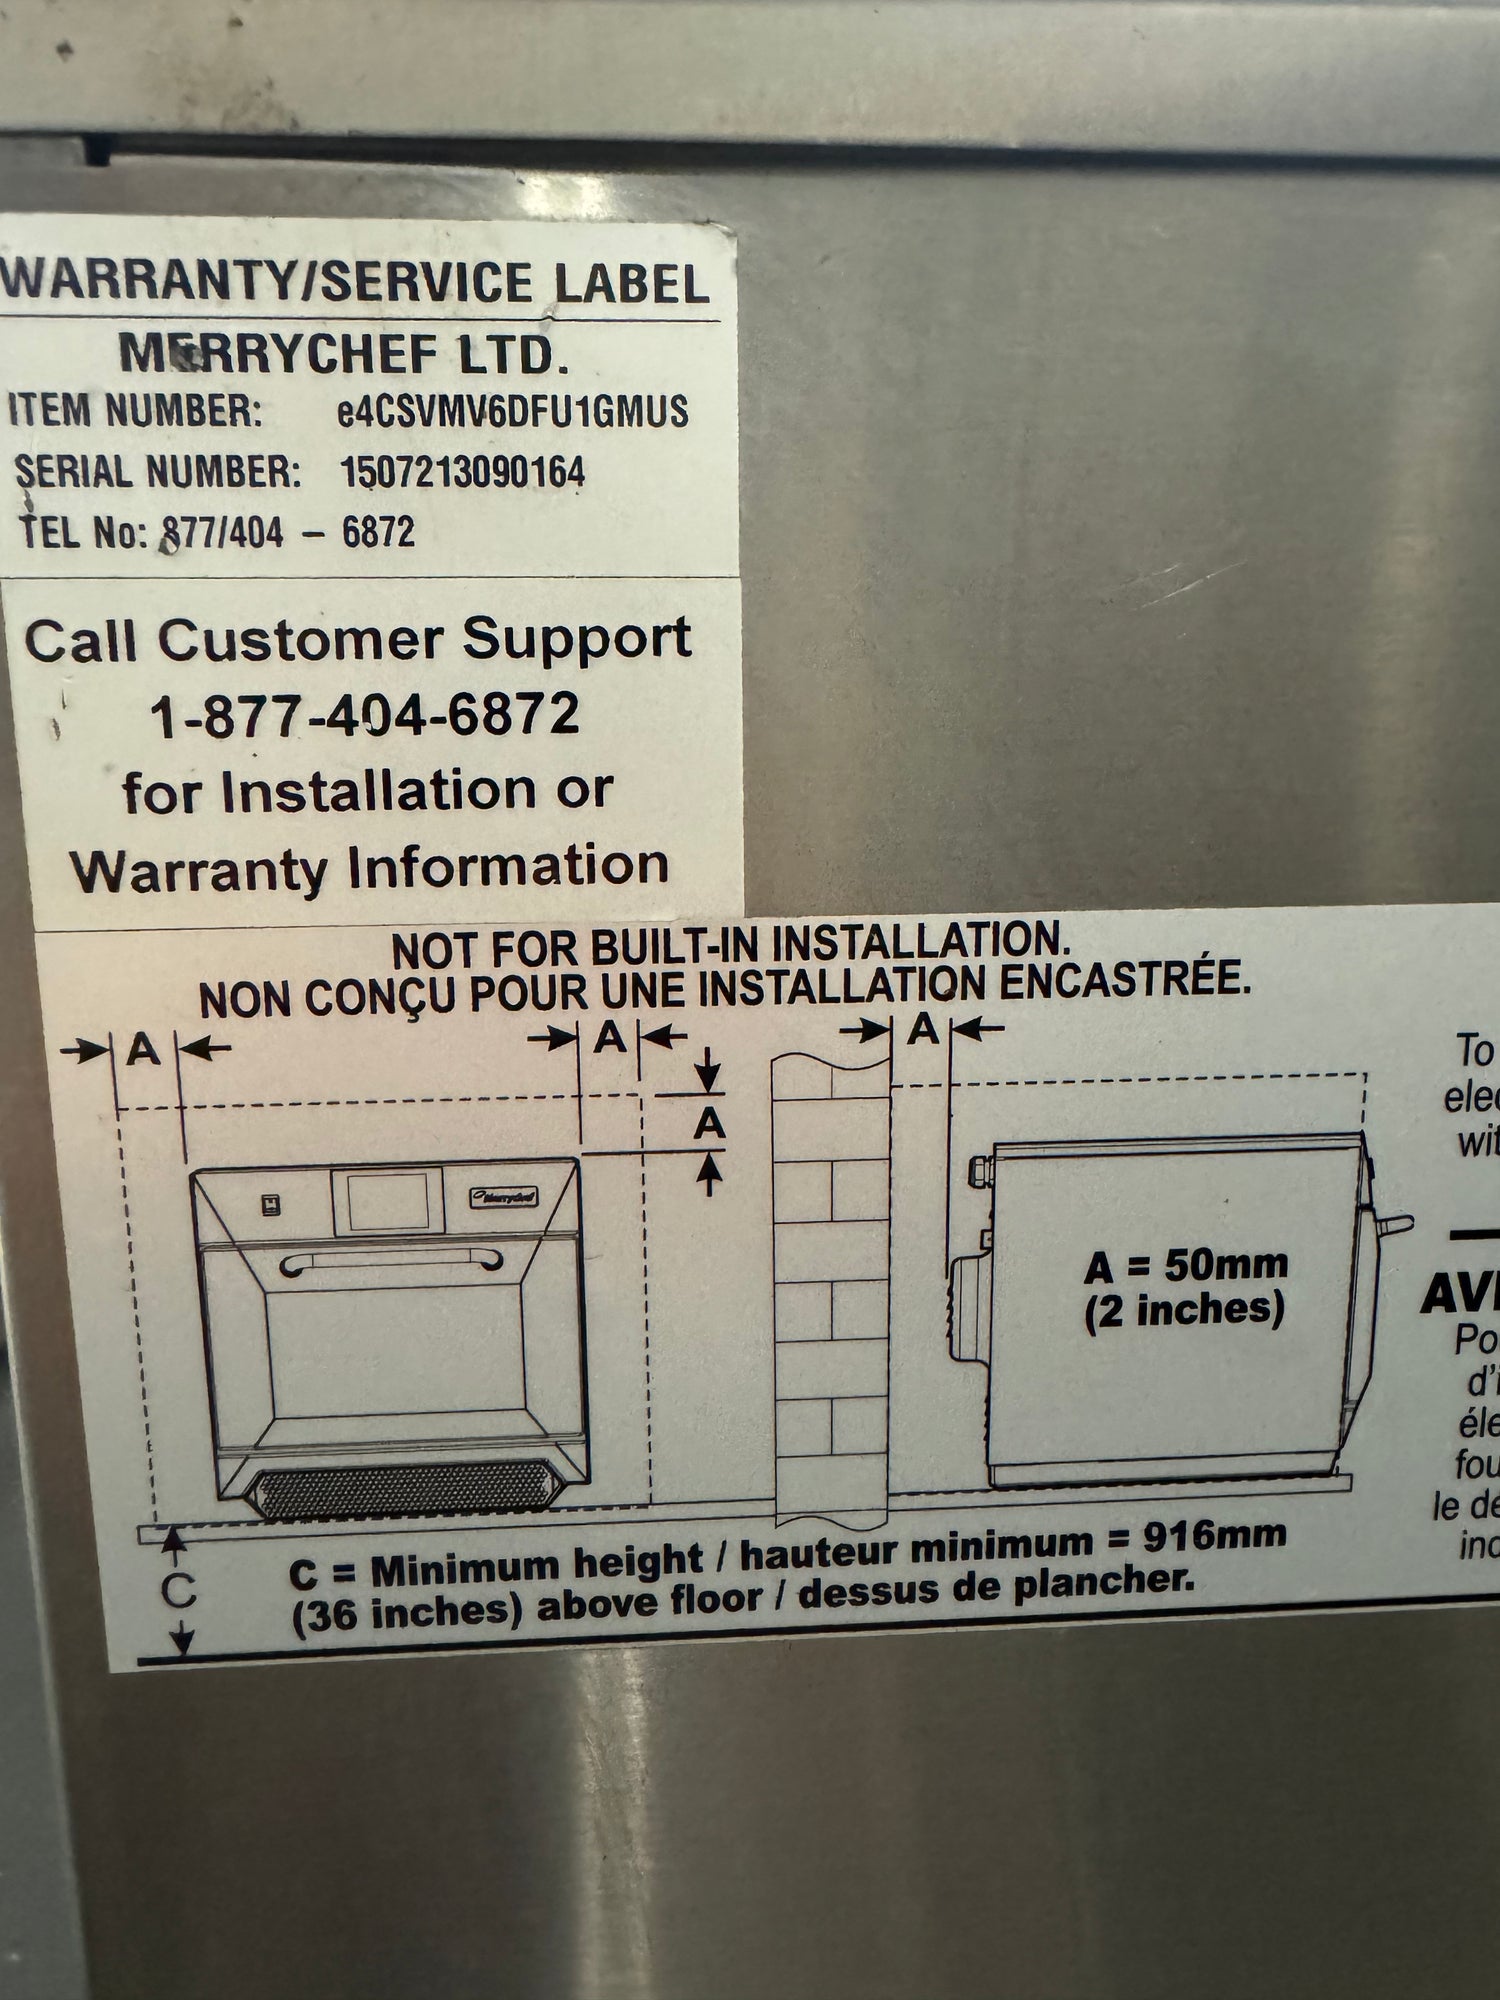 WARRANTY/SERVICE LABEL
MERRYCHEF LTD.
ITEM NUMBER: e4CSVMV6DFU1GMUS
SERIAL NUMBER: 1507213090164
TEL No: 877/404 – 6872
Call Customer Support
1-877-404-6872
for Installation or
Warranty Information
NOT FOR BUILT-IN INSTALLATION.
NON CONÇU POUR UNE INSTALLATION ENCASTRÉE.
A A A
A
Merrychef
A = 50mm
(2 inches)
C
C = Minimum height / hauteur minimum = 916mm
(36 inches) above floor / dessus de plancher.
To